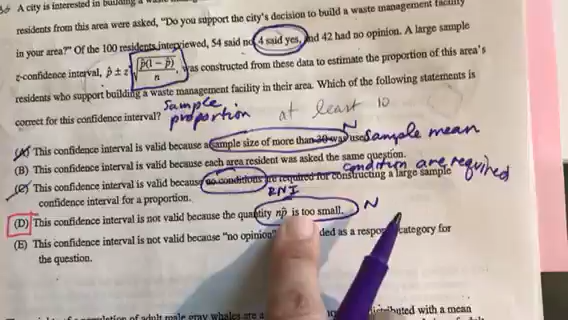 A city is interested in building a waste management facility
residents from this area were asked, "Do you support the city's decision to build a waste management facility
in your area?" Of the 100 residents interviewed, 54 said no, 4 said yes, and 42 had no opinion. A large sample
z-confidence interval, p̂ ± z √(p̂(1 − p̂)/n), was constructed from these data to estimate the proportion of this area's
residents who support building a waste management facility in their area. Which of the following statements is
correct for this confidence interval?
Sample proportion
at least 10
N
(A) This confidence interval is valid because a sample size of more than 30 was used.
Sample mean
(B) This confidence interval is valid because each area resident was asked the same question.
(C) This confidence interval is valid because no conditions are required for constructing a large sample
confidence interval for a proportion.
condition are required
RNI
(D) This confidence interval is not valid because the quantity np̂ is too small.
N
(E) This confidence interval is not valid because "no opinion" ded as a category for
the question.
of adult male gray whales are a with a mean